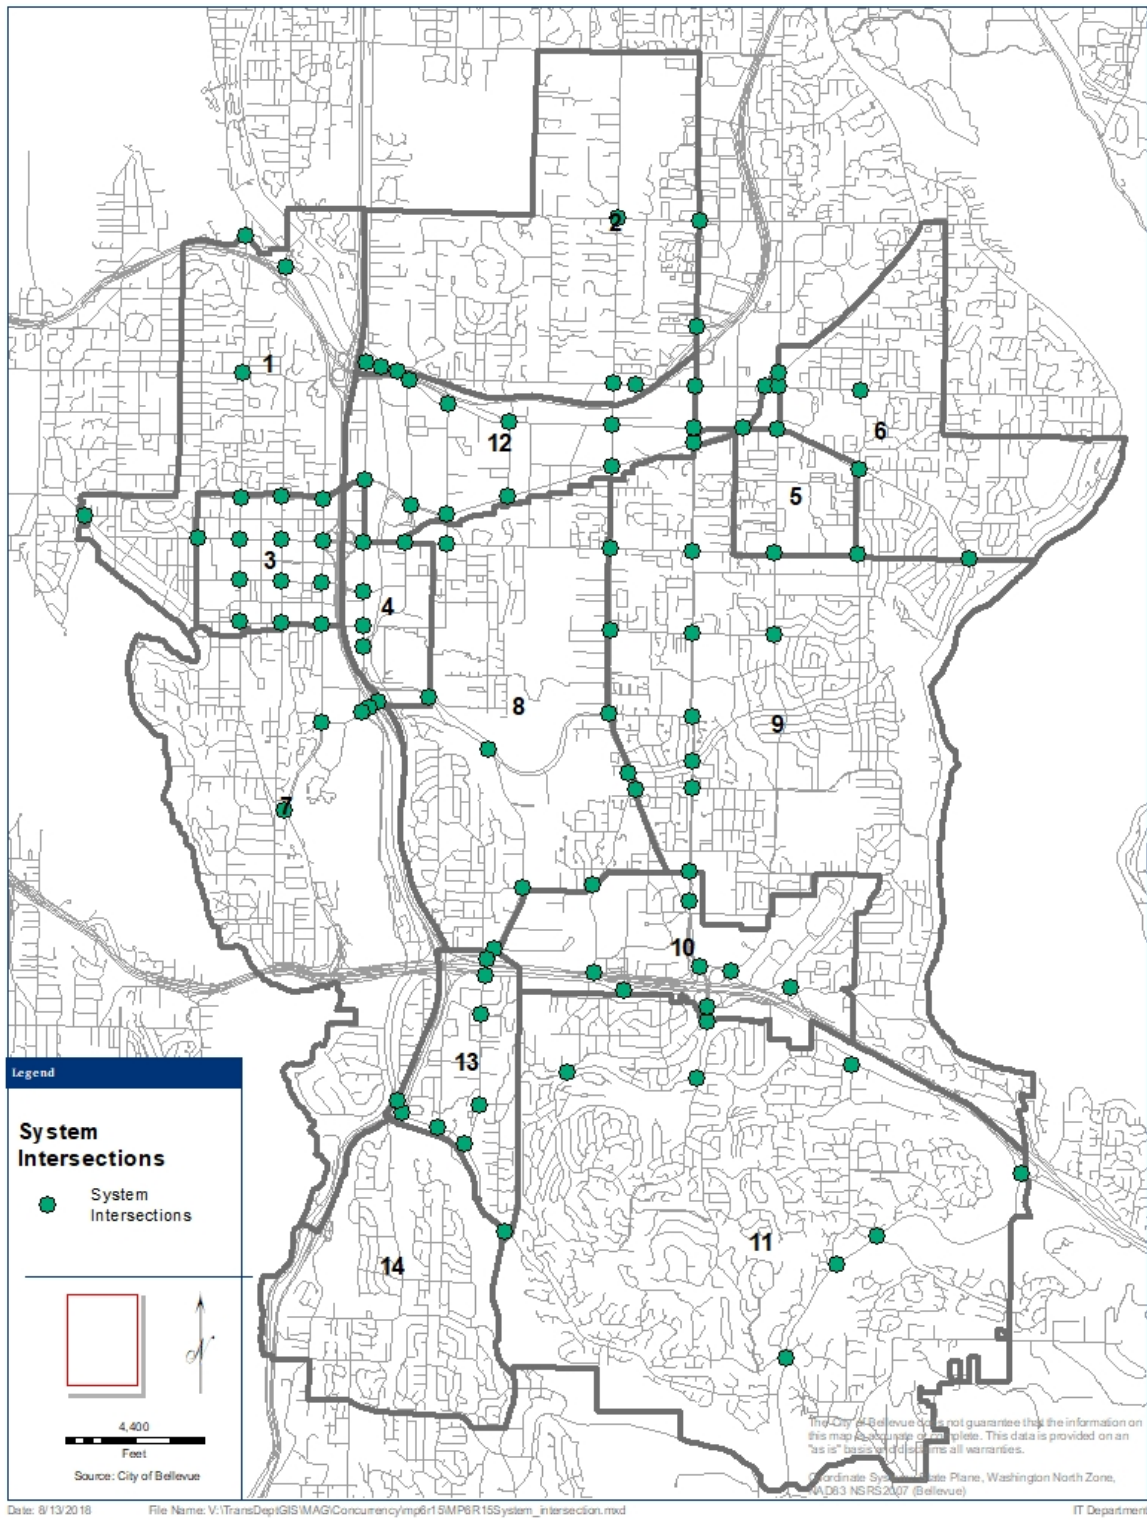 2
1
12
6
5
3
4
8
9
7
10
13
11
14
Legend
System
Intersections
System
Intersections
N
4,400
Feet
Source: City of Bellevue
The City of Bellevue does not guarantee that the information on
this map is accurate or complete. This data is provided on an
"as is" basis and disclaims all warranties.
Coordinate System: State Plane, Washington North Zone,
NAD83 NSRS2007 (Bellevue)
Date: 8/13/2018
File Name: V:\TransDeptGIS\MAG\Concurrency\mp6r15\MP6R15System_intersection.mxd
IT Department